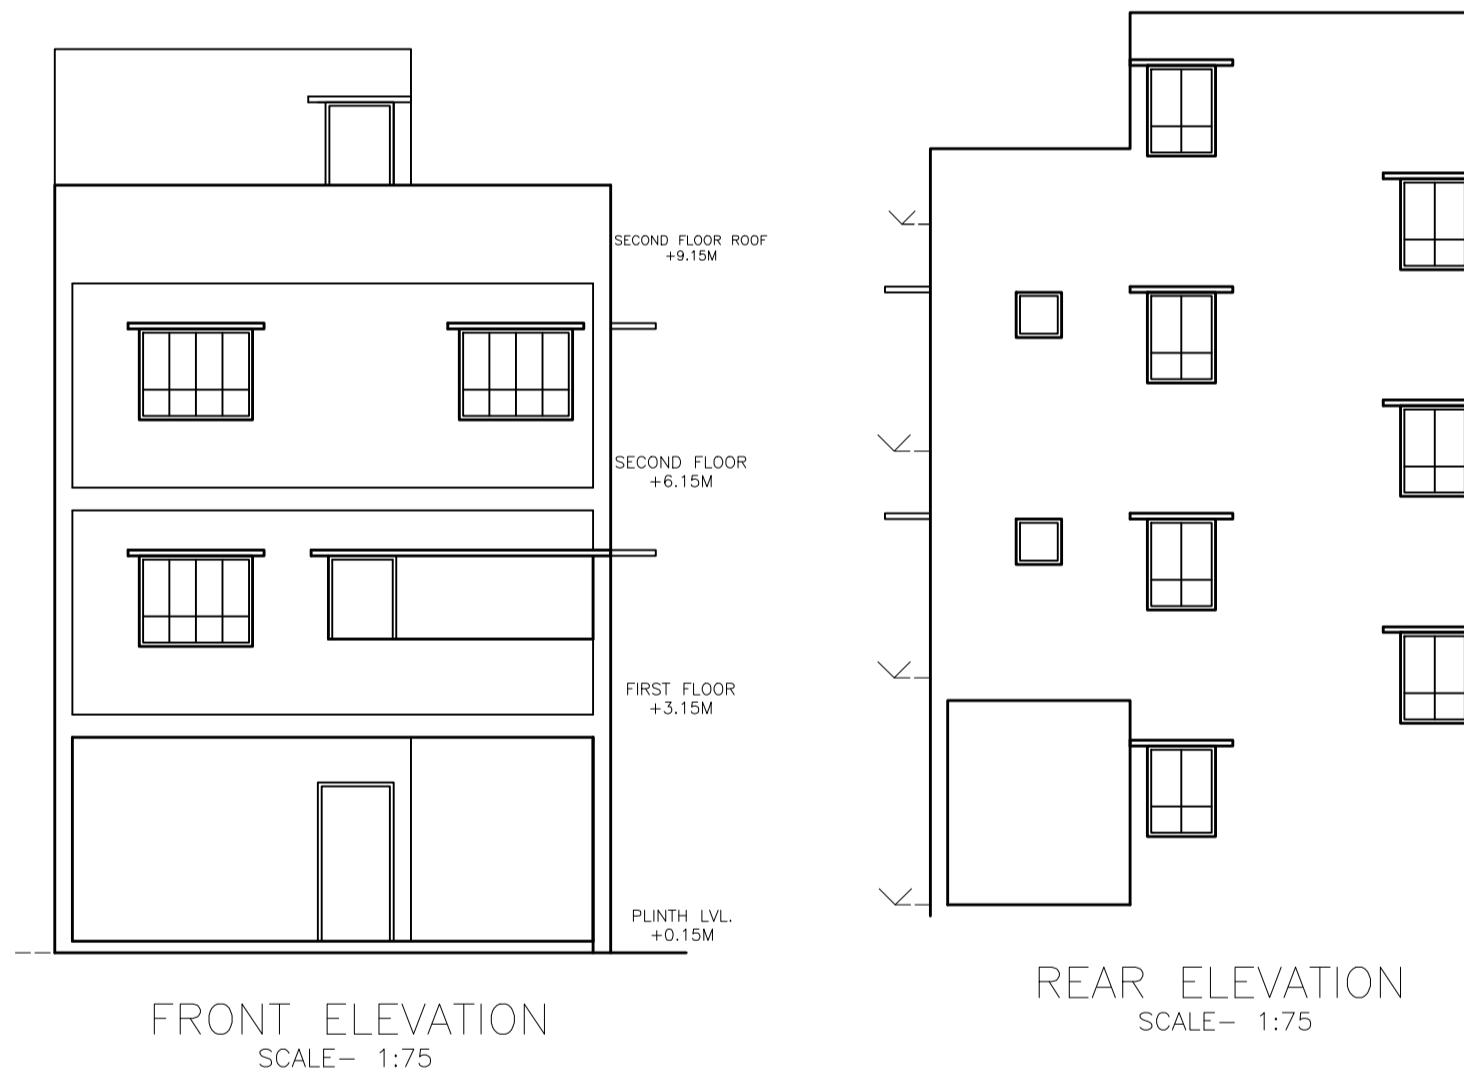 SECOND FLOOR ROOF
+9.15M
SECOND FLOOR
+6.15M
FIRST FLOOR
+3.15M
PLINTH LVL.
+0.15M
FRONT ELEVATION
SCALE- 1:75
REAR ELEVATION
SCALE- 1:75